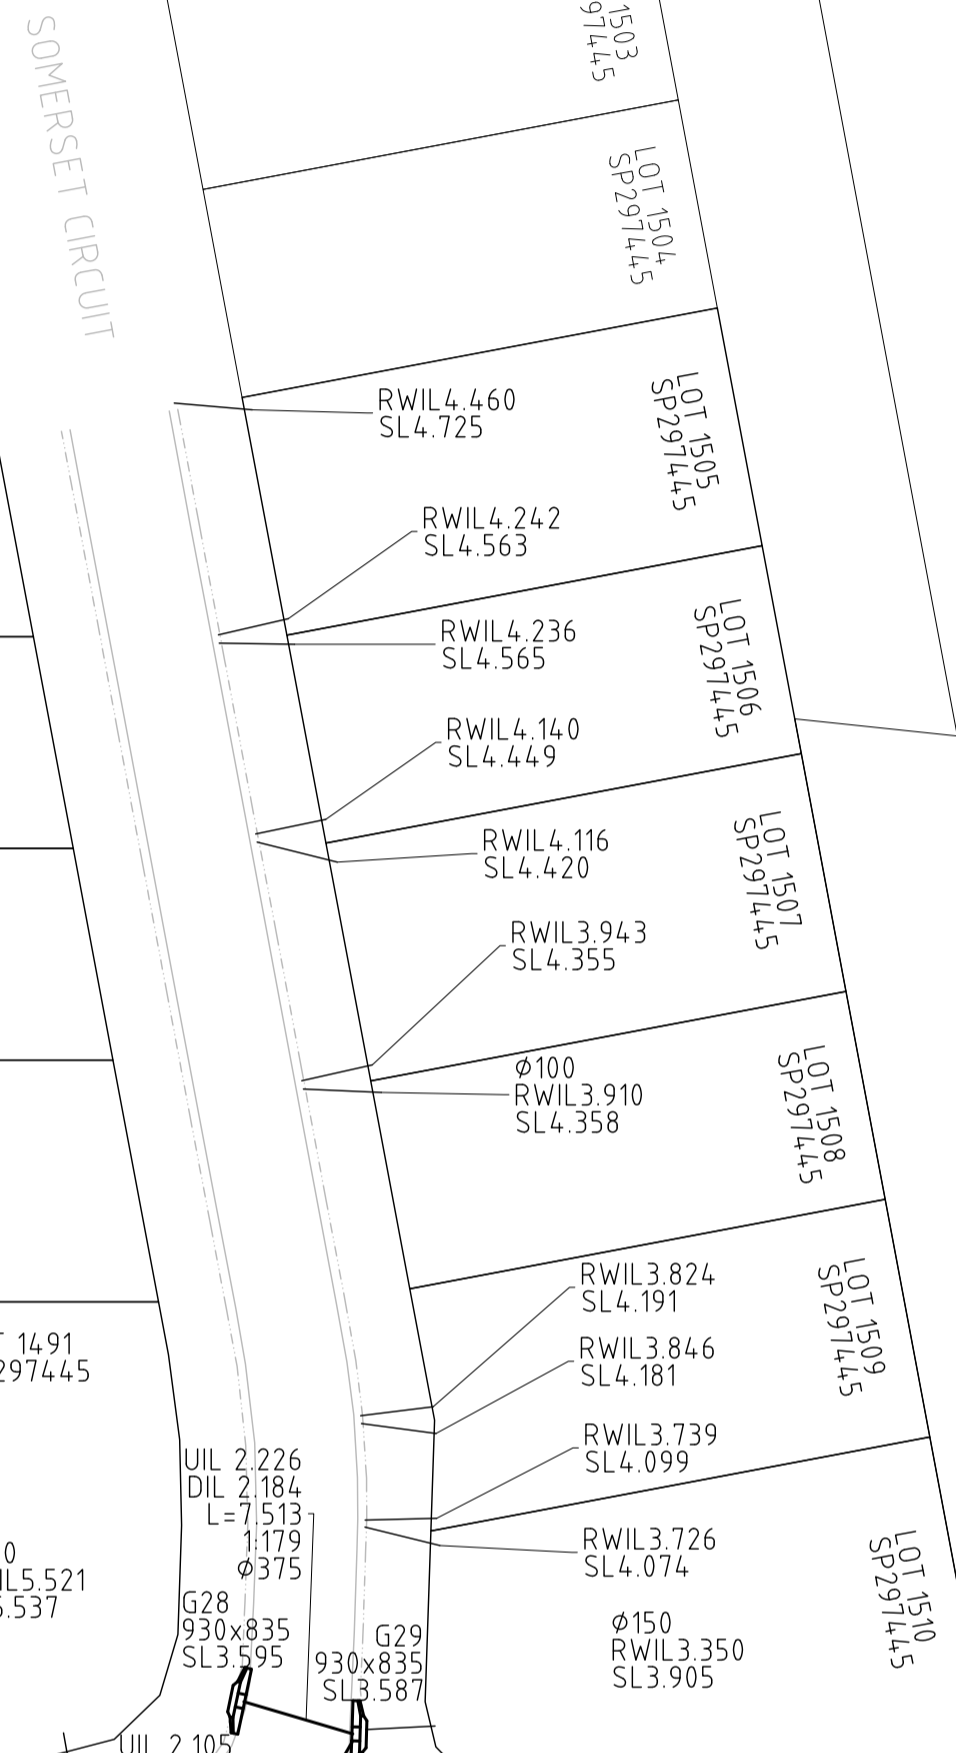 SOMERSET CIRCUIT
1503
97445
LOT 1504
SP297445
RWIL4.460
SL4.725
LOT 1505
SP297445
RWIL4.242
SL4.563
RWIL4.236
SL4.565
LOT 1506
SP297445
RWIL4.140
SL4.449
RWIL4.116
SL4.420
LOT 1507
SP297445
RWIL3.943
SL4.355
Ø100
RWIL3.910
SL4.358
LOT 1508
SP297445
RWIL3.824
SL4.191
RWIL3.846
SL4.181
LOT 1509
SP297445
1491
297445
RWIL3.739
SL4.099
UIL 2.226
DIL 2.184
L=7.513
1:179
Ø375
RWIL3.726
SL4.074
LOT 1510
SP297445
0
IL5.521
5.537
G28
930x835
SL3.595
G29
930x835
SL3.587
Ø150
RWIL3.350
SL3.905
UIL 2.105